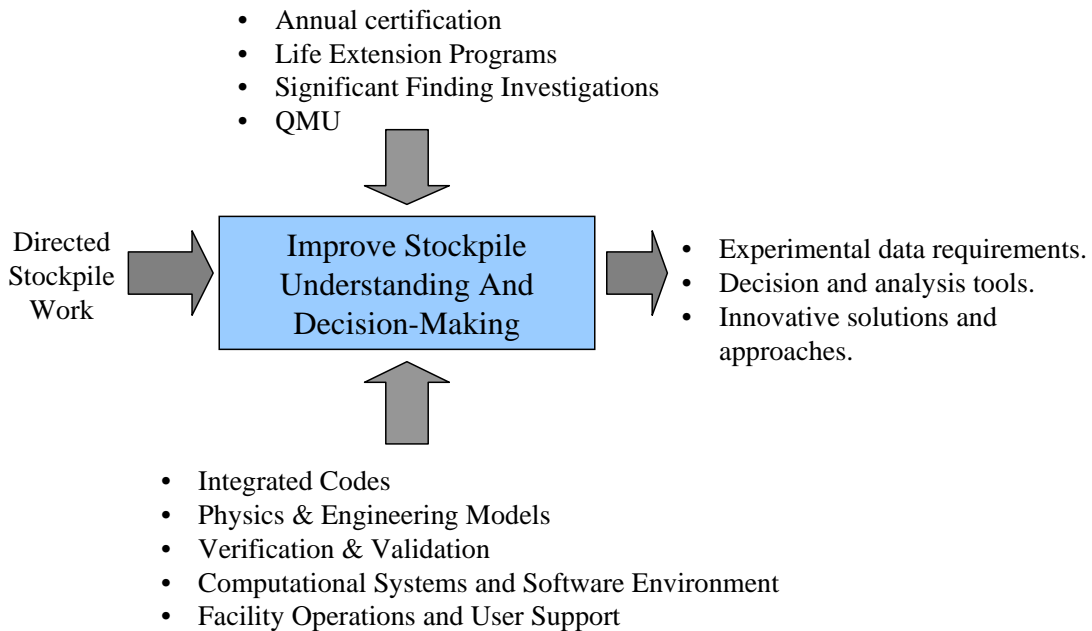 • Annual certification
• Life Extension Programs
• Significant Finding Investigations
• QMU
Directed
Stockpile
Work
Improve Stockpile
Understanding And
Decision-Making
• Experimental data requirements.
• Decision and analysis tools.
• Innovative solutions and
approaches.
• Integrated Codes
• Physics & Engineering Models
• Verification & Validation
• Computational Systems and Software Environment
• Facility Operations and User Support